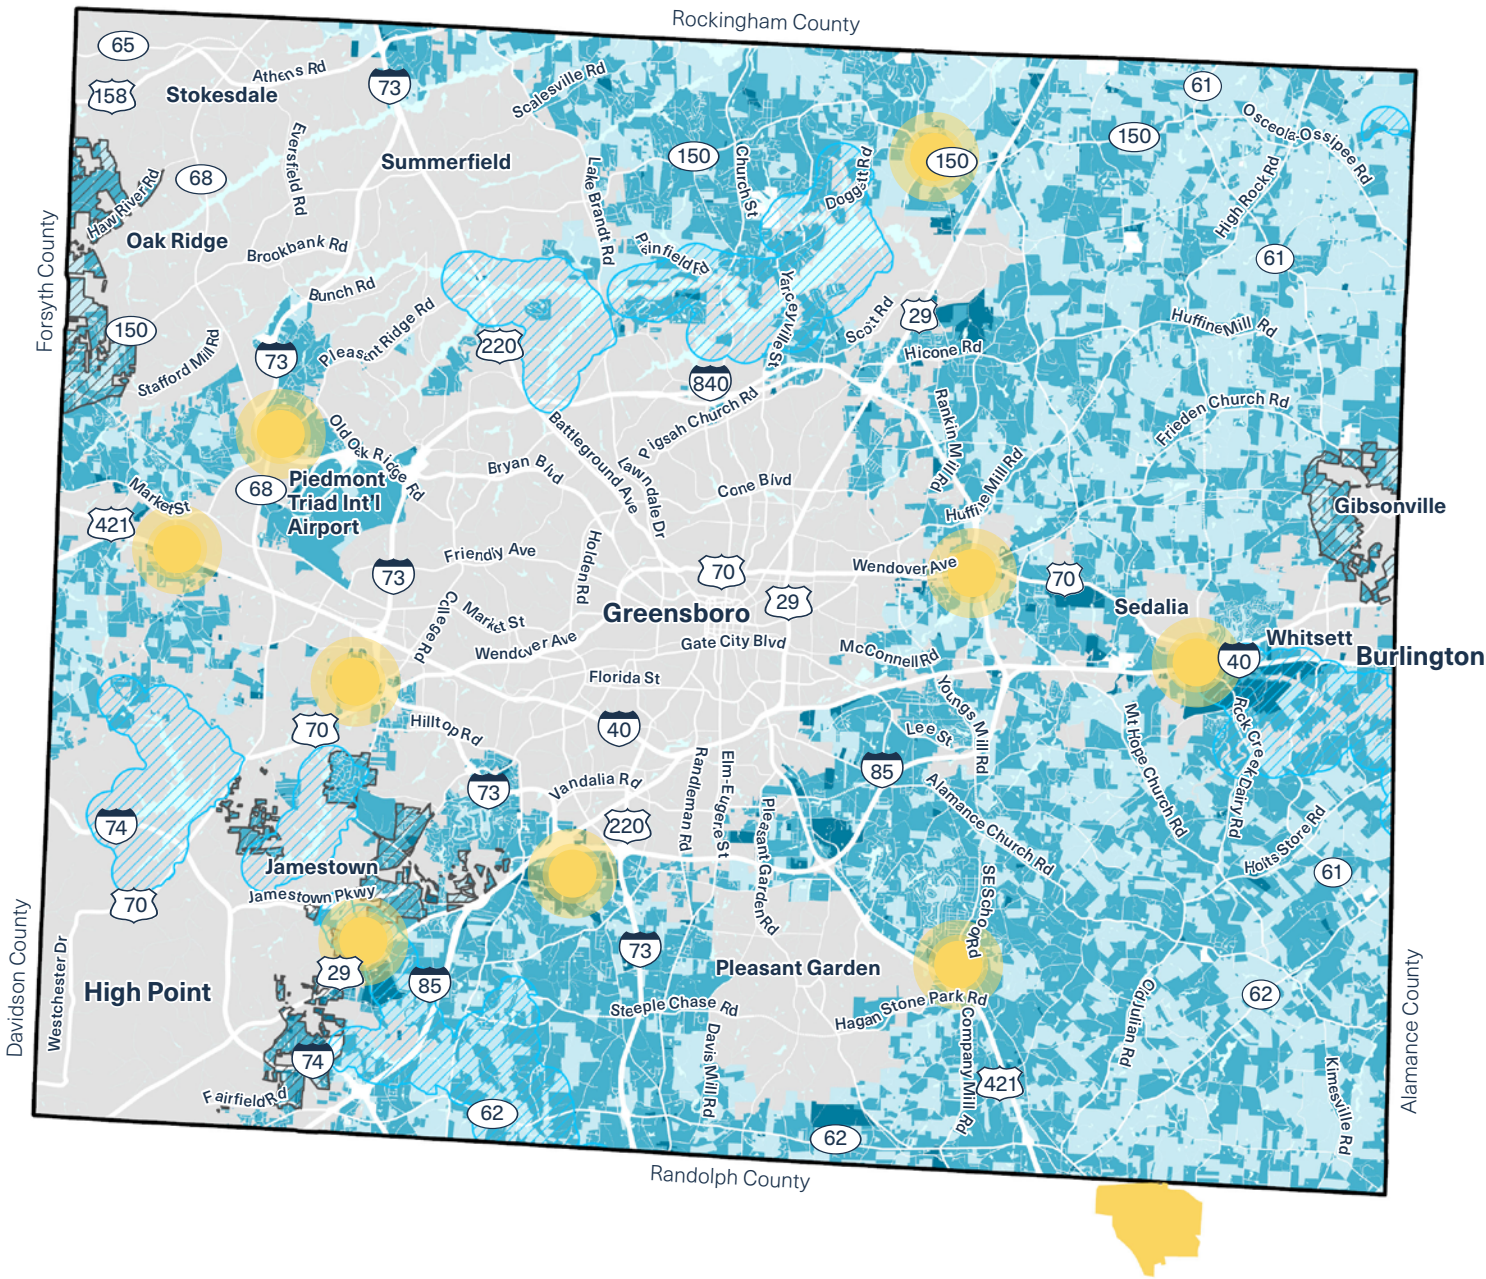 Rockingham County
65
Athens Rd
158
Stokesdale
73
Scalesville Rd
61
Osceola-Ossipee Rd
Eversfield Rd
Summerfield
150
Church St
150
150
68
Haw River Rd
Lake Brandt Rd
Doggett Rd
High Rock Rd
Oak Ridge
Brookbank Rd
Penfield Rd
61
Forsyth County
Bunch Rd
Yanceyville St
Scott Rd
29
Huffine Mill Rd
150
Stafford Mill Rd
73
Pleasant Ridge Rd
220
Hicone Rd
840
Pigsah Church Rd
Rankin Mill Rd
Frieden Church Rd
Old Oak Ridge Rd
Battleground Ave
Lawndale Dr
Bryan Blvd
Cone Blvd
Huffine Mill Rd
Market St
68
Piedmont
Triad Int'l
Airport
Gibsonville
421
Friendly Ave
Holden Rd
73
70
29
Wendover Ave
70
Sedalia
College Rd
Market St
Greensboro
Wendover Ave
Gate City Blvd
McConnell Rd
Whitsett
40
Burlington
Florida St
Youngs Mill Rd
70
Hilltop Rd
40
Lee St
Mt Hope Church Rd
Rock Creek Dairy Rd
73
Vandalia Rd
Randleman Rd
Elm-Eugene St
85
Alamance Church Rd
74
220
Pleasant Garden Rd
Holts Store Rd
Jamestown
61
Jamestown Pkwy
70
SE School Rd
Davidson County
Westchester Dr
High Point
29
85
73
Pleasant Garden
62
Alamance County
Steeple Chase Rd
Hagan Stone Park Rd
Old Julian Rd
74
Davis Mill Rd
Company Mill Rd
421
Kimesville Rd
Fairfield Rd
62
62
Randolph County